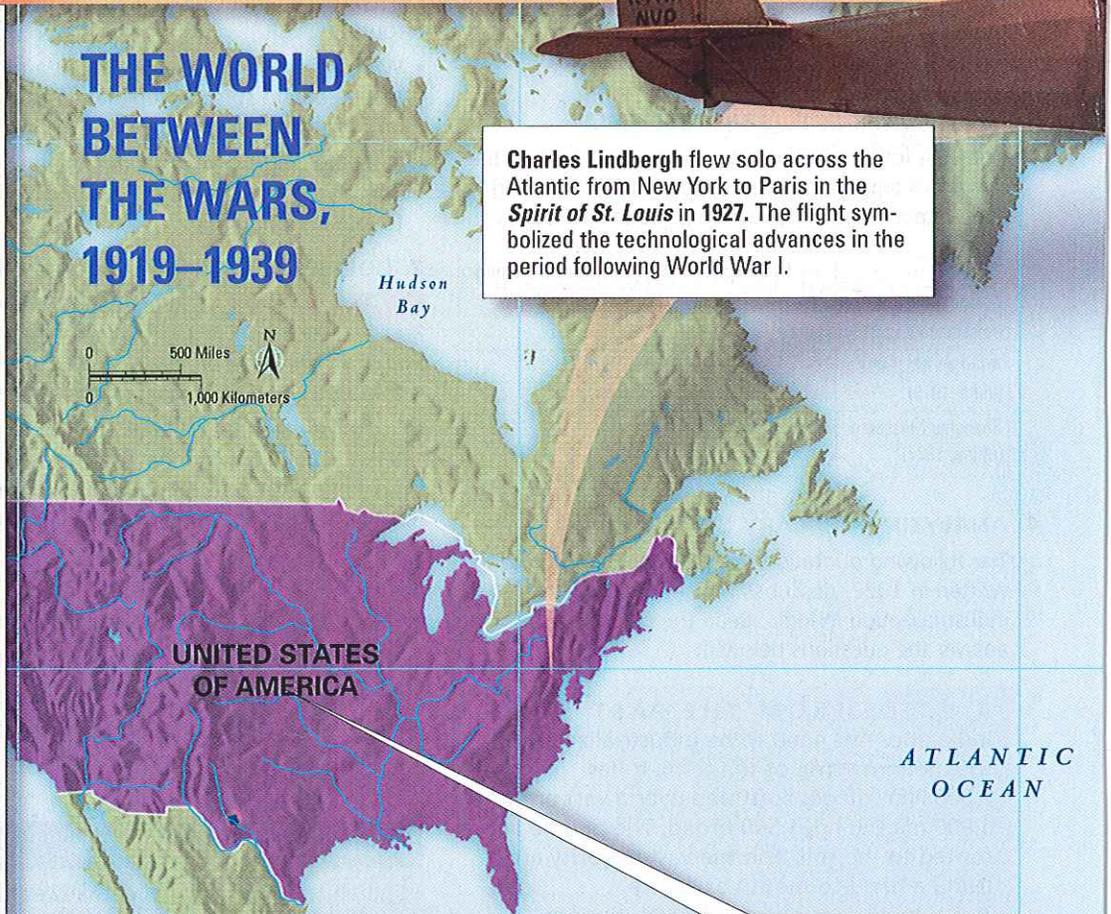 NVP
THE WORLD
BETWEEN
THE WARS,
1919–1939
Charles Lindbergh flew solo across the
Atlantic from New York to Paris in the
Spirit of St. Louis in 1927. The flight sym-
bolized the technological advances in the
period following World War I.
Hudson
Bay
N
0 500 Miles
0 1,000 Kilometers
UNITED STATES
OF AMERICA
ATLANTIC
OCEAN